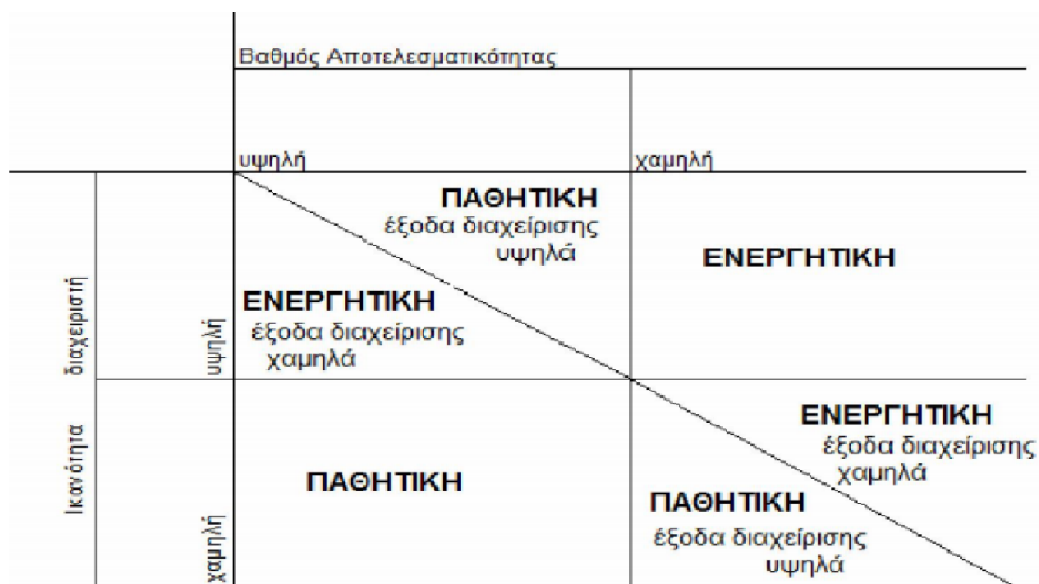 Βαθμός Αποτελεσματικότητας
υψηλή
χαμηλή
ΠΑΘΗΤΙΚΗ
έξοδα διαχείρισης
υψηλά
ΕΝΕΡΓΗΤΙΚΗ
έξοδα διαχείρισης
χαμηλά
ΕΝΕΡΓΗΤΙΚΗ
Ικανότητα διαχειριστή
υψηλή
χαμηλή
ΠΑΘΗΤΙΚΗ
ΕΝΕΡΓΗΤΙΚΗ
έξοδα διαχείρισης
χαμηλά
ΠΑΘΗΤΙΚΗ
έξοδα διαχείρισης
υψηλά